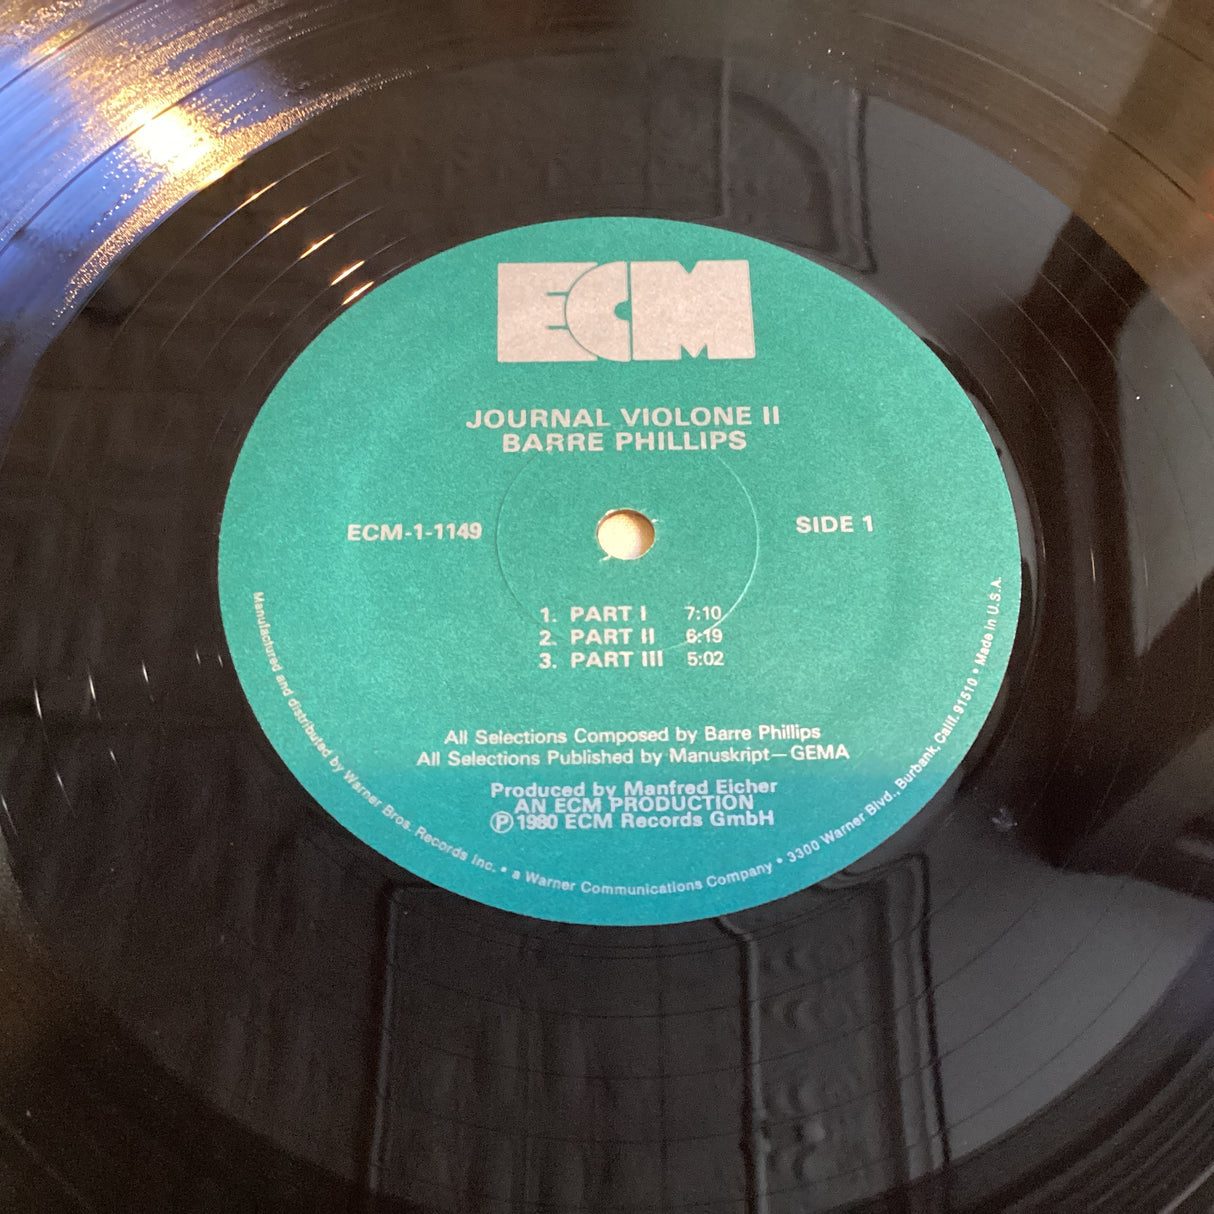 ECM
JOURNAL VIOLONE II
BARRE PHILLIPS
ECM-1-1149
SIDE 1
1. PART I 7:10
2. PART II 6:19
3. PART III 5:02
All Selections Composed by Barre Phillips
All Selections Published by Manuskript—GEMA
Produced by Manfred Eicher
AN ECM PRODUCTION
Ⓟ 1980 ECM Records GmbH
Manufactured and distributed by Warner Bros. Records Inc. • a Warner Communications Company • 3300 Warner Blvd., Burbank, Calif. 91510 • Made in U.S.A.